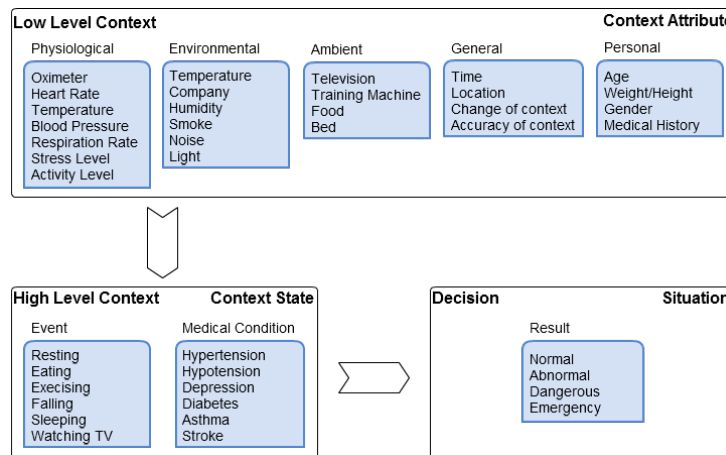 Low Level Context
Context Attribute
Physiological
Oximeter
Heart Rate
Temperature
Blood Pressure
Respiration Rate
Stress Level
Activity Level
Environmental
Temperature
Company
Humidity
Smoke
Noise
Light
Ambient
Television
Training Machine
Food
Bed
General
Time
Location
Change of context
Accuracy of context
Personal
Age
Weight/Height
Gender
Medical History
High Level Context
Context State
Event
Resting
Eating
Execising
Falling
Sleeping
Watching TV
Medical Condition
Hypertension
Hypotension
Depression
Diabetes
Asthma
Stroke
Decision
Situation
Result
Normal
Abnormal
Dangerous
Emergency